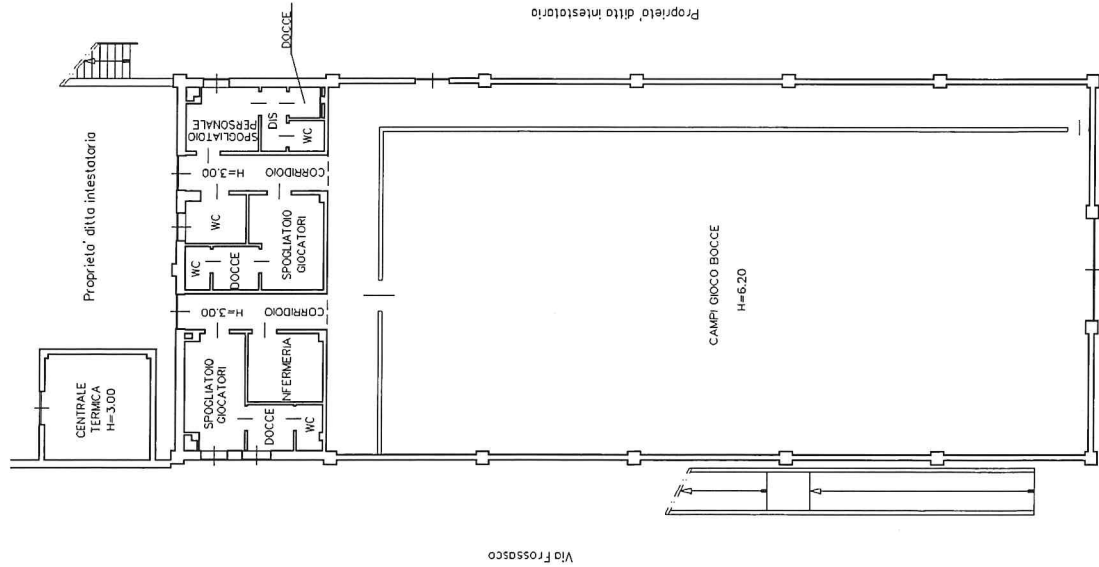 Proprieta' ditta intestataria
DOCCE
Proprieta' ditta intestataria
SPOGLIATOIO
PERSONALE
DIS
WC
CORRIDOIO
H=3.00
WC
SPOGLIATOIO
GIOCATORI
WC
DOCCE
CORRIDOIO
H=3.00
SPOGLIATOIO
GIOCATORI
NFERMERIA
DOCCE
WC
CENTRALE
TERMICA
H=3.00
CAMPI GIOCO BOCCE
H=6.20
Via Frossasco